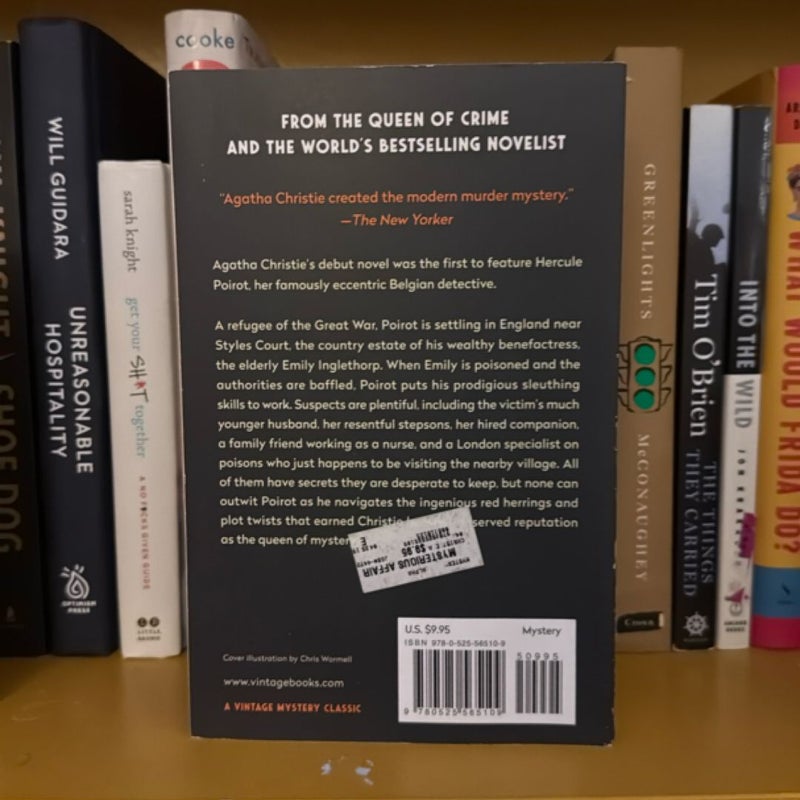 KNIGHT
SHOE DOG
WILL GUIDARA
UNREASONABLE
HOSPITALITY
OPTIMISM
PRESS
sarah knight
get your SH*T together
A NO F*CKS GIVEN GUIDE
cooke
FROM THE QUEEN OF CRIME
AND THE WORLD'S BESTSELLING NOVELIST
"Agatha Christie created the modern murder mystery."
—The New Yorker
Agatha Christie's debut novel was the first to feature Hercule
Poirot, her famously eccentric Belgian detective.
A refugee of the Great War, Poirot is settling in England near
Styles Court, the country estate of his wealthy benefactress,
the elderly Emily Inglethorp. When Emily is poisoned and the
authorities are baffled, Poirot puts his prodigious sleuthing
skills to work. Suspects are plentiful, including the victim's much
younger husband, her resentful stepsons, her hired companion,
a family friend working as a nurse, and a London specialist on
poisons who just happens to be visiting the nearby village. All
of them have secrets they are desperate to keep, but none can
outwit Poirot as he navigates the ingenious red herrings and
plot twists that earned Christie served reputation
as the queen of myster
MYSTERIOUS AFFAIR
$9.95
U.S. $9.95 Mystery
ISBN 978-0-525-56510-9
50995
9 780525 565109
Cover illustration by Chris Wormell
www.vintagebooks.com
A VINTAGE MYSTERY CLASSIC
GREENLIGHTS
McCONAUGHEY
Crown
Tim O'Brien
THE THINGS
THEY CARRIED
INTO THE WILD
JON
WHAT WOULD FRIDA DO?